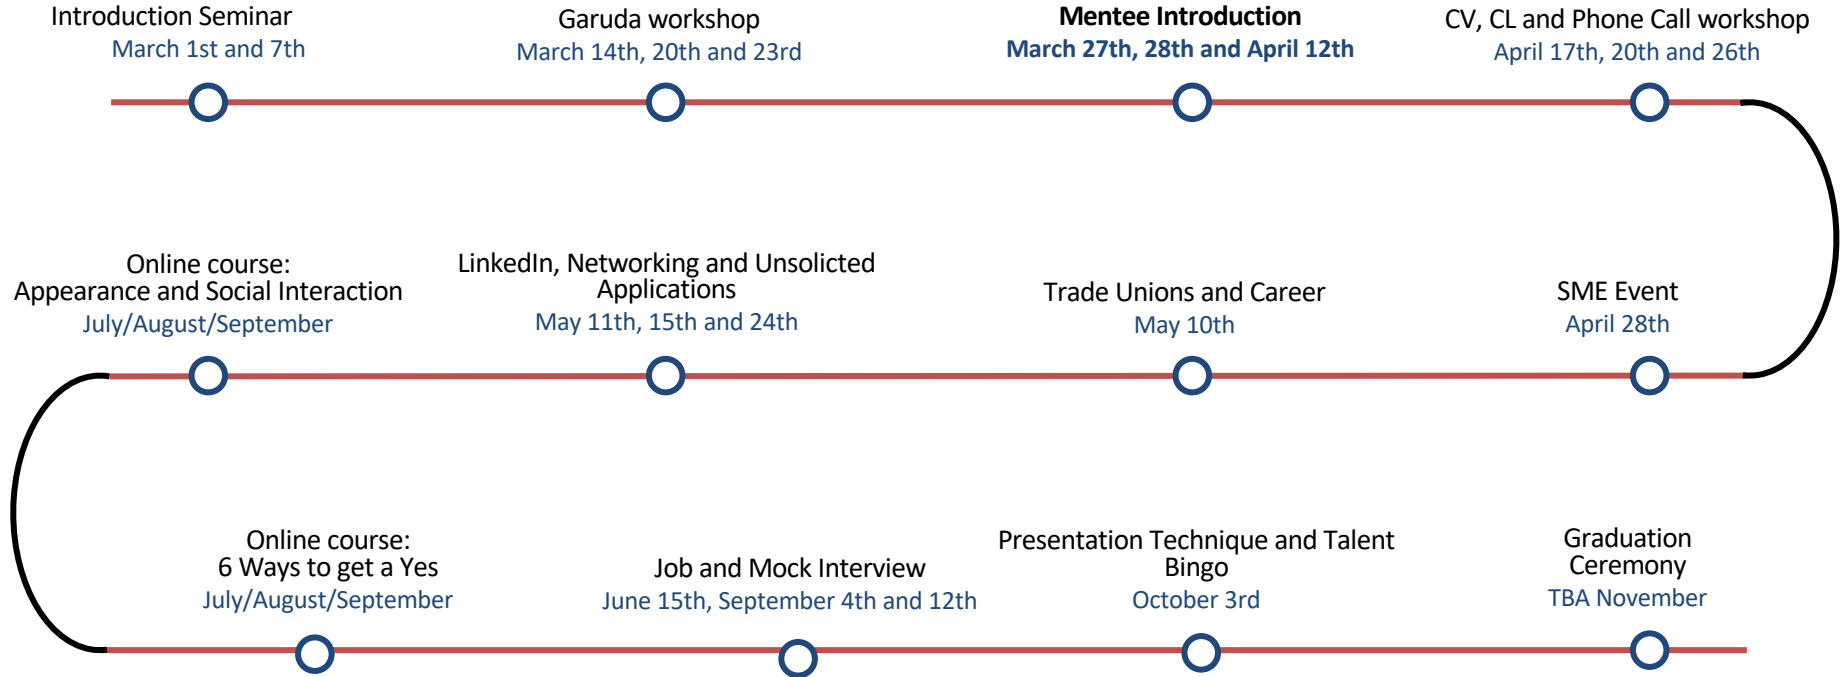 Introduction Seminar
March 1st and 7th
Garuda workshop
March 14th, 20th and 23rd
Mentee Introduction
March 27th, 28th and April 12th
CV, CL and Phone Call workshop
April 17th, 20th and 26th
Online course:
Appearance and Social Interaction
July/August/September
LinkedIn, Networking and Unsolicted
Applications
May 11th, 15th and 24th
Trade Unions and Career
May 10th
SME Event
April 28th
Online course:
6 Ways to get a Yes
July/August/September
Job and Mock Interview
June 15th, September 4th and 12th
Presentation Technique and Talent
Bingo
October 3rd
Graduation
Ceremony
TBA November